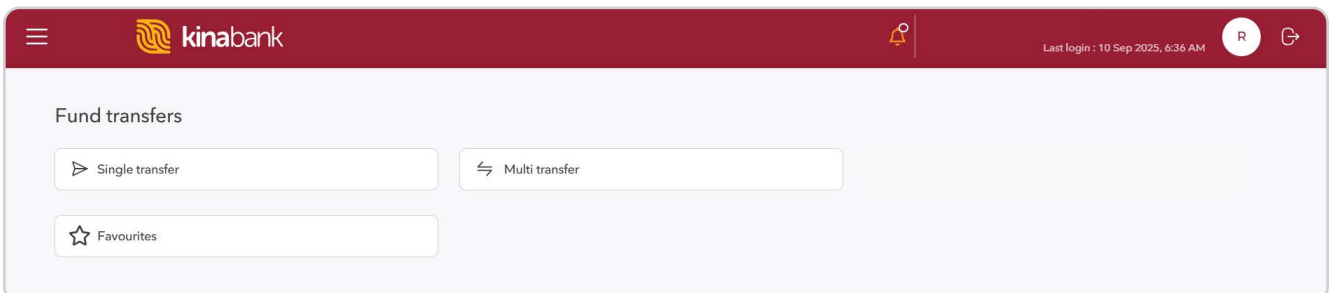 kinabank
Last login : 10 Sep 2025, 6:36 AM
R
Fund transfers
Single transfer
Multi transfer
Favourites